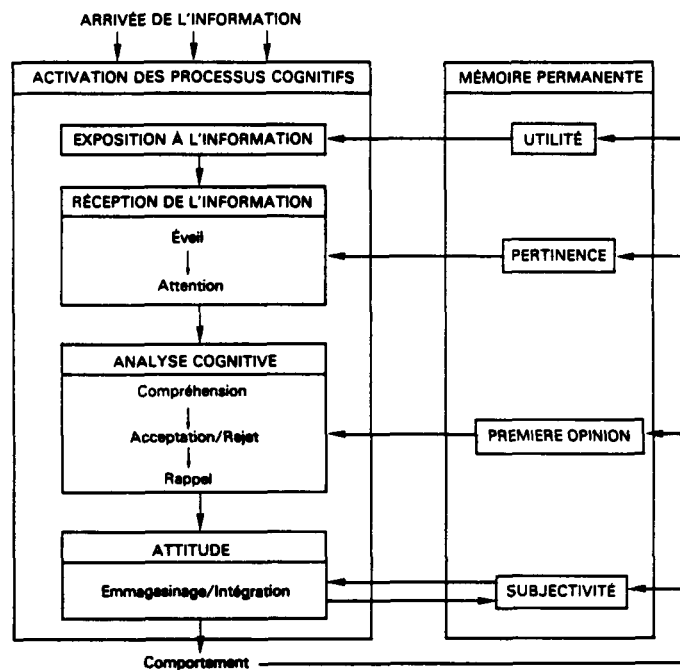 ARRIVÉE DE L'INFORMATION
ACTIVATION DES PROCESSUS COGNITIFS
MÉMOIRE PERMANENTE
EXPOSITION À L'INFORMATION
UTILITÉ
RÉCEPTION DE L'INFORMATION
Éveil
PERTINENCE
Attention
ANALYSE COGNITIVE
Compréhension
Acceptation/Rejet
PREMIERE OPINION
Rappel
ATTITUDE
Emmagasinage/Intégration
SUBJECTIVITÉ
Comportement